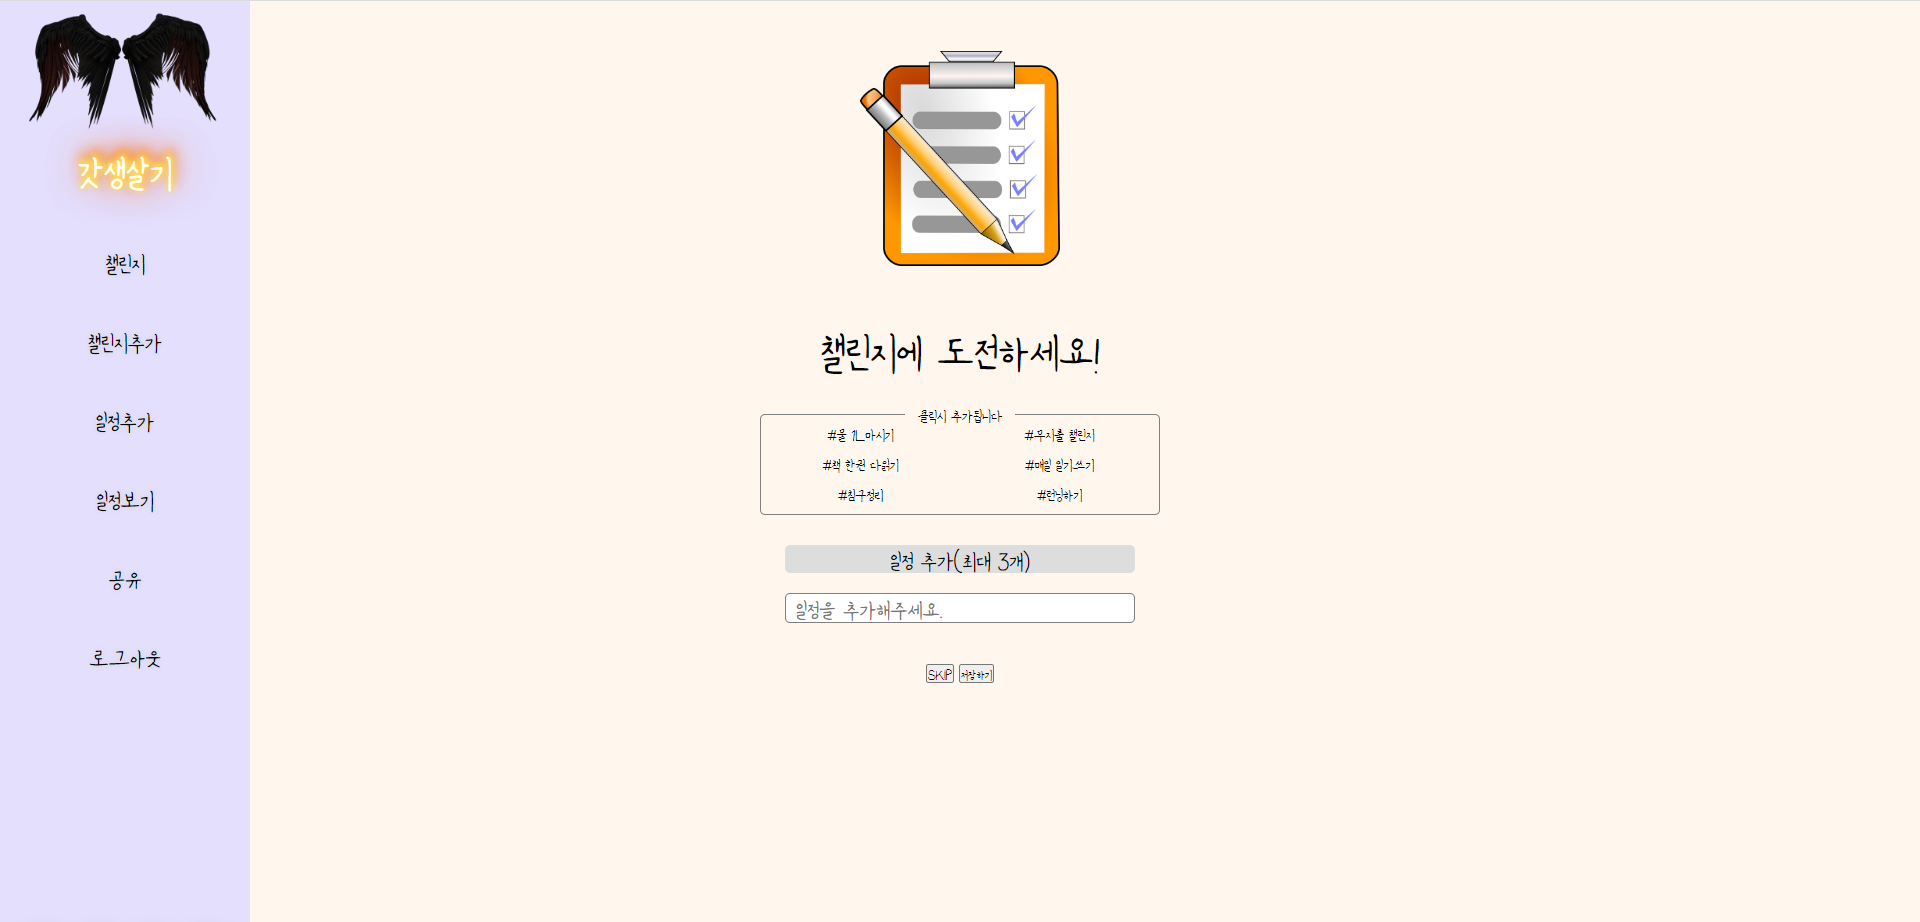 갓생살기
챌린지
챌린지추가
일정추가
일정보기
공유
로그아웃
챌린지에 도전하세요!
클릭시 추가됩니다
#물 1L 마시기
#무지출 챌린지
#책 한권 다읽기
#매일 일기쓰기
#침구정리
#런닝하기
일정 추가(최대 3개)
일정을 추가해주세요.
SKIP 저장하기